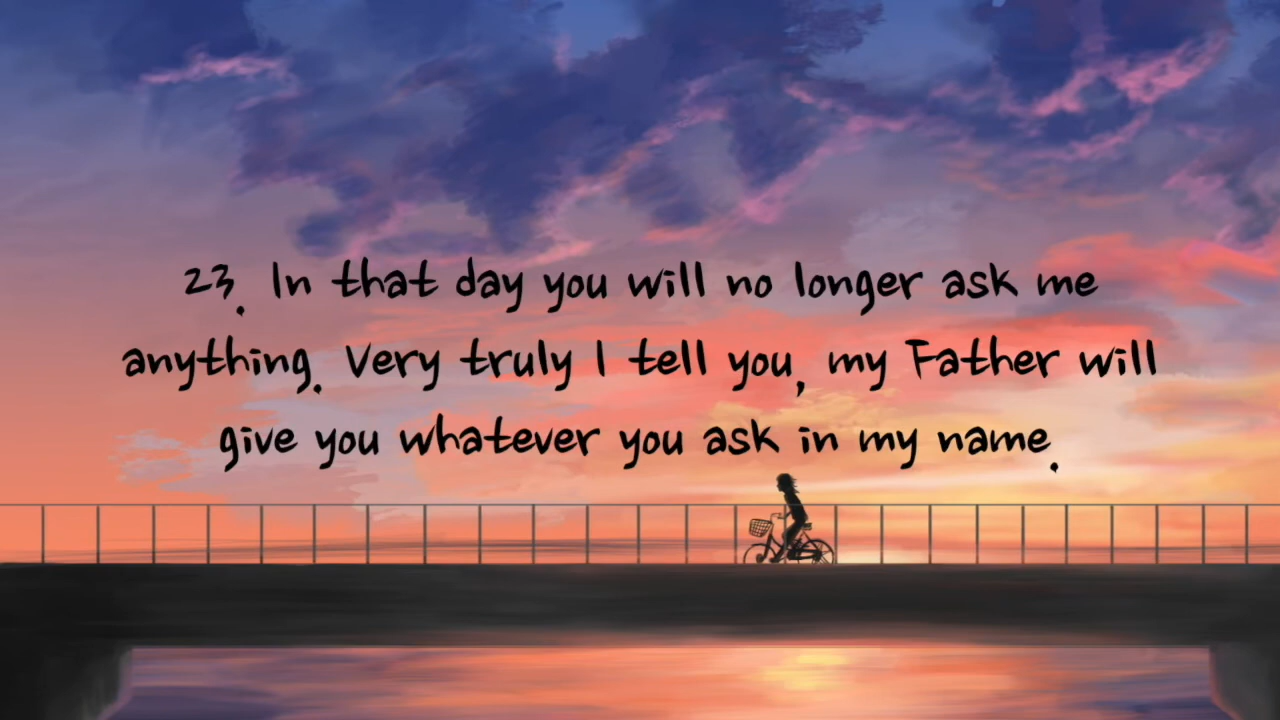 23. In that day you will no longer ask me
anything. Very truly I tell you, my Father will
give you whatever you ask in my name.